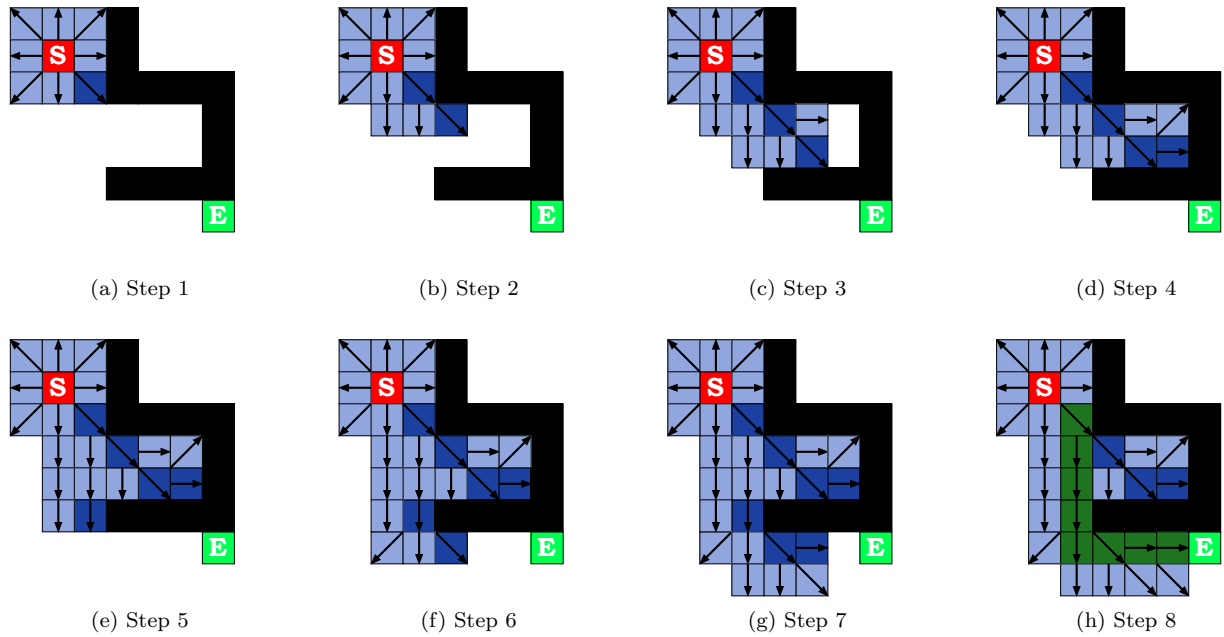 S
S
S
S
E
E
E
E
(a) Step 1
(b) Step 2
(c) Step 3
(d) Step 4
S
S
S
S
E
E
E
E
(e) Step 5
(f) Step 6
(g) Step 7
(h) Step 8